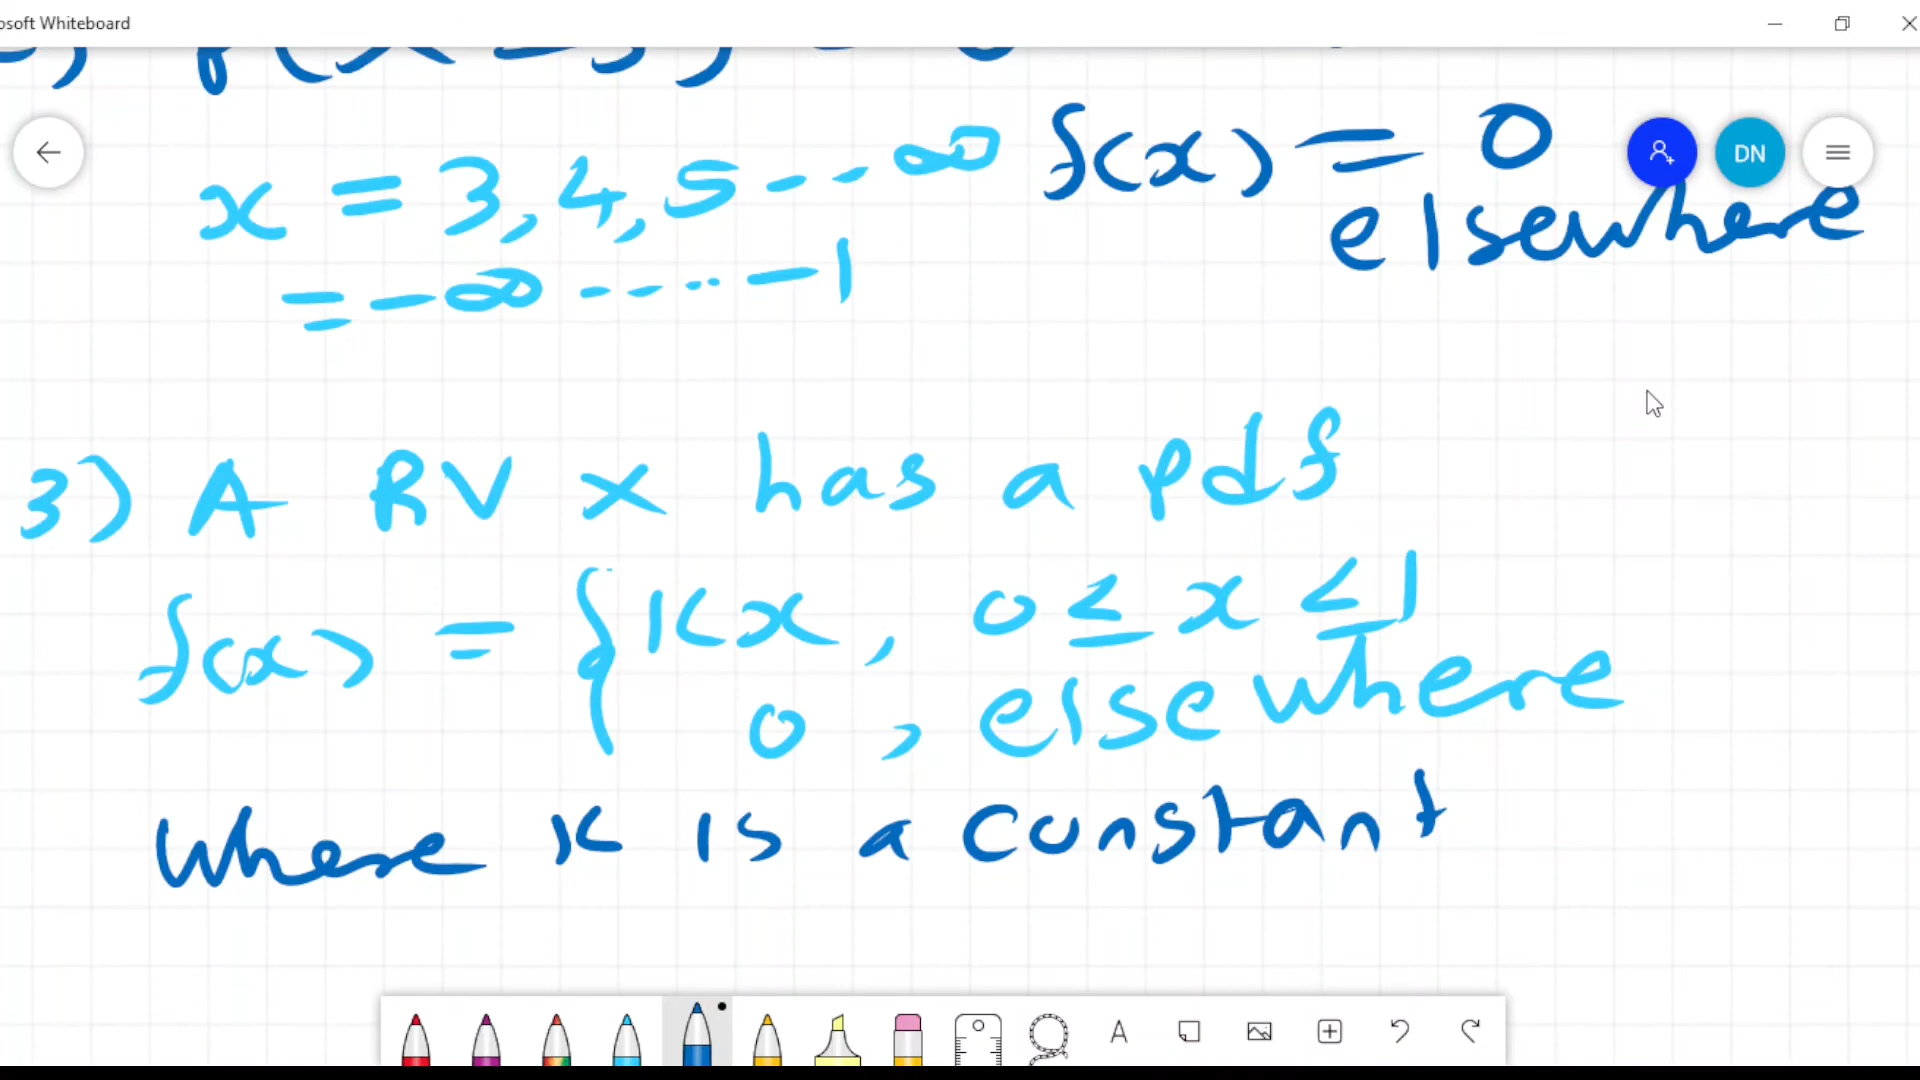 osoft Whiteboard
x = 3, 4, 5 - - ∞
= - ∞ - - - .. - 1
f(x) = 0
elsewhere
DN
3) A RV X has a pdf
f(x) = { Kx, 0 ≤ x ≤ 1
0, elsewhere
where K is a constant
A